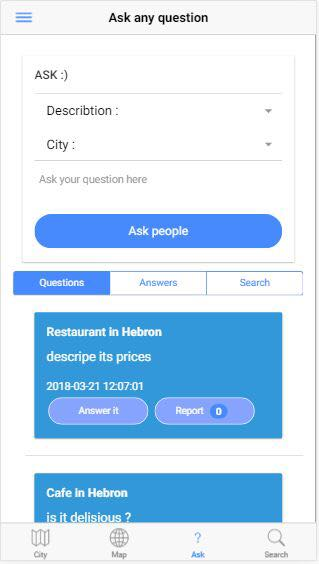 Ask any question
ASK :)
Describtion :
City :
Ask your question here
Ask people
Questions Answers Search
Restaurant in Hebron
descripe its prices
2018-03-21 12:07:01
Answer it Report 0
Cafe in Hebron
is it delisious ?
City Map Ask Search